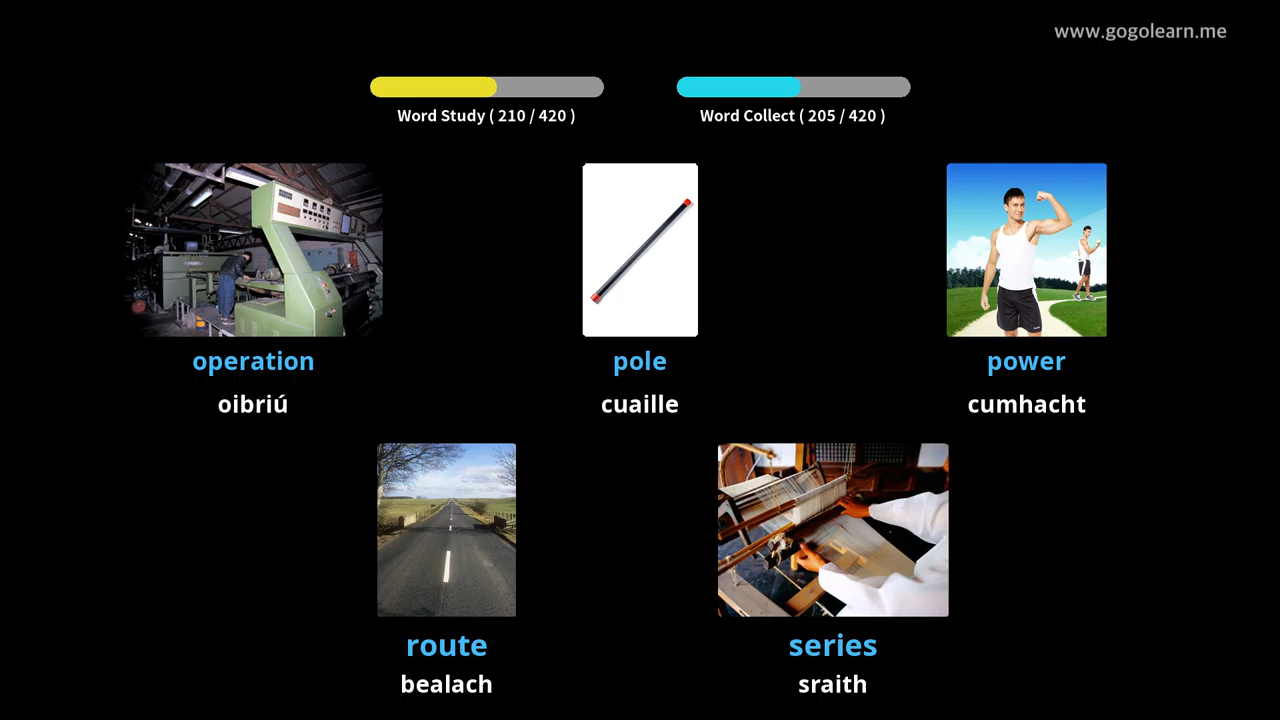 www.gogolearn.me
Word Study ( 210 / 420 )
Word Collect ( 205 / 420 )
operation
oibriú
pole
cuaille
power
cumhacht
route
bealach
series
sraith